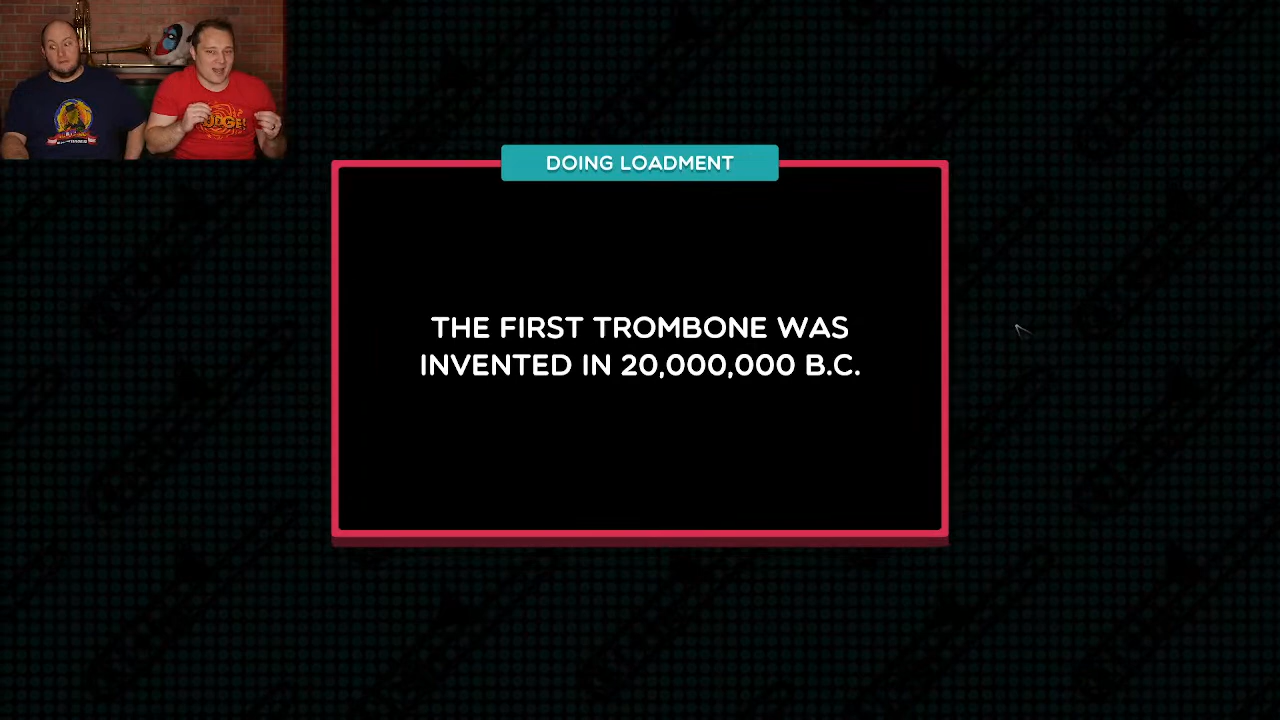 DOING LOADMENT
THE FIRST TROMBONE WAS
INVENTED IN 20,000,000 B.C.